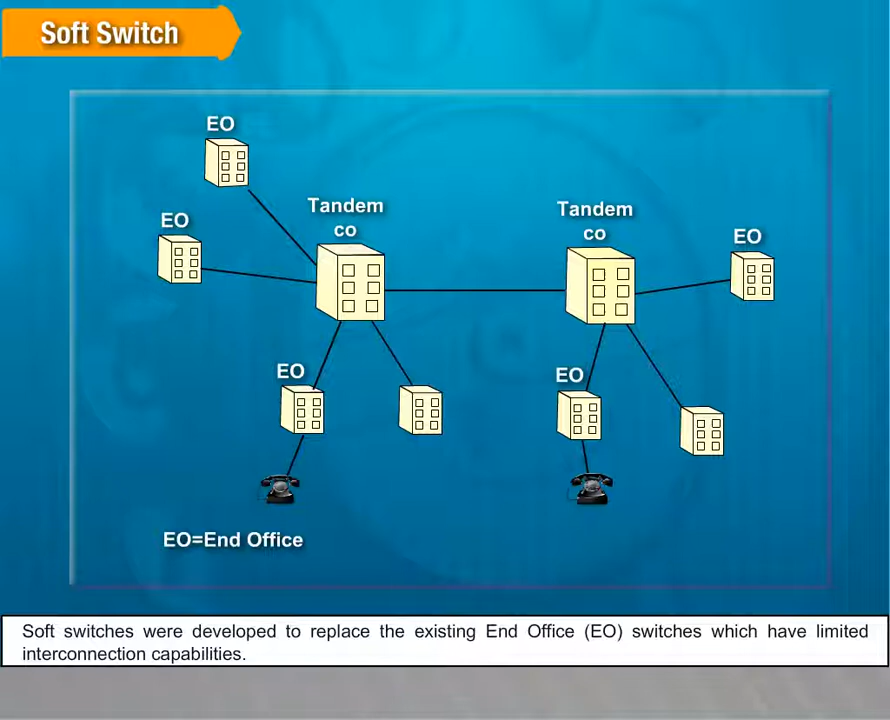 Soft Switch
EO
EO
Tandem
co
Tandem
co
EO
EO
EO
EO=End Office
Soft switches were developed to replace the existing End Office (EO) switches which have limited
interconnection capabilities.